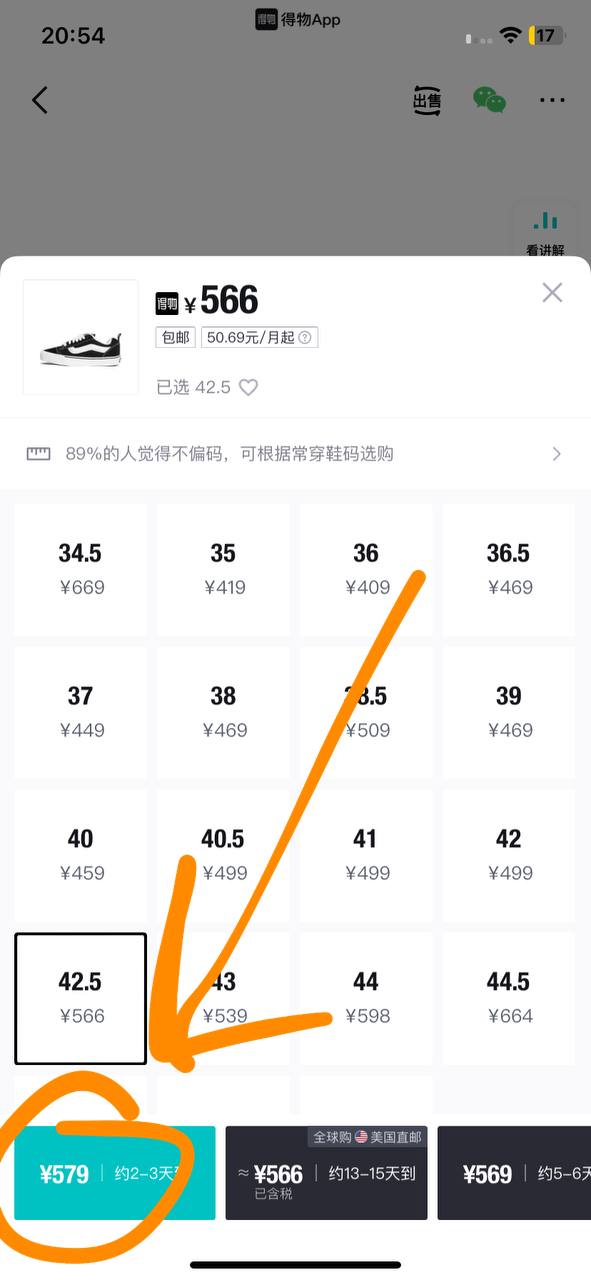 20:54
得物 得物App
17
出售
看讲解
得物 ¥566
包邮 50.69元/月起
已选 42.5
89%的人觉得不偏码，可根据常穿鞋码选购
34.5 35 36 36.5
¥669 ¥419 ¥409 ¥469
37 38 38.5 39
¥449 ¥469 ¥509 ¥469
40 40.5 41 42
¥459 ¥499 ¥499 ¥499
42.5 43 44 44.5
¥566 ¥539 ¥598 ¥664
全球购 美国直邮
¥579 约2-3天 ≈ ¥566 约13-15天到 ¥569 约5-6天
已含税